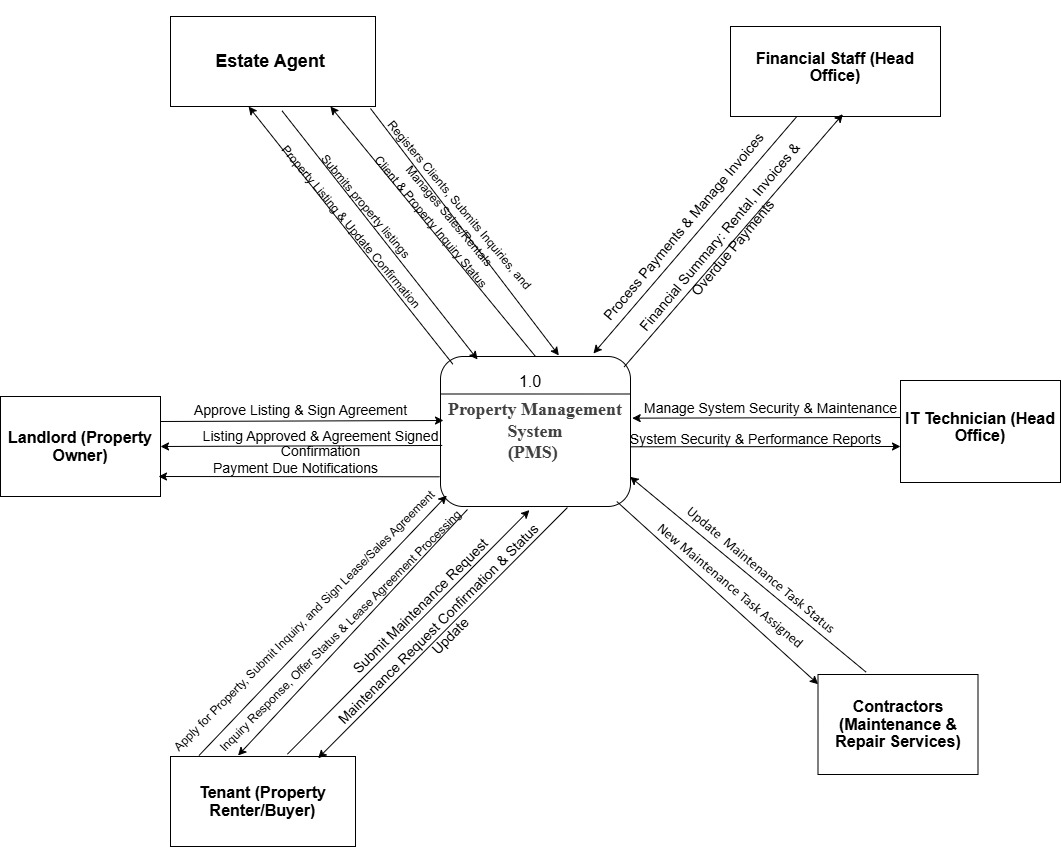 Estate Agent
Financial Staff (Head
Office)
Property Listing & Update Confirmation
Submits property listings
Client & Property Inquiry Status
Registers Clients, Submits Inquiries, and
Manages Sales/Rentals
Process Payments & Manage Invoices
Financial Summary: Rental, Invoices &
Overdue Payments
1.0
Property Management
System
(PMS)
Landlord (Property
Owner)
Approve Listing & Sign Agreement
Listing Approved & Agreement Signed
Confirmation
Payment Due Notifications
Manage System Security & Maintenance
System Security & Performance Reports
IT Technician (Head
Office)
Apply for Property, Submit Inquiry, and Sign Lease/Sales Agreement
Inquiry Response, Offer Status & Lease Agreement Processing
Submit Maintenance Request
Maintenance Request Confirmation & Status
Update
Update Maintenance Task Status
New Maintenance Task Assigned
Contractors
(Maintenance &
Repair Services)
Tenant (Property
Renter/Buyer)